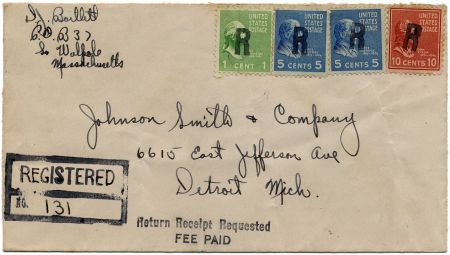 J. Bartlett
B 37
So Walpole
Massachusetts
UNITED STATES POSTAGE
R
1 CENT 1
UNITED STATES POSTAGE
R
5 CENTS 5
UNITED STATES POSTAGE
R
5 CENTS 5
UNITED STATES POSTAGE
R
10 CENTS 10
Johnson Smith & Company
6615 East Jefferson Ave
Detroit Mich.
REGISTERED
NO. 131
Return Receipt Requested
FEE PAID